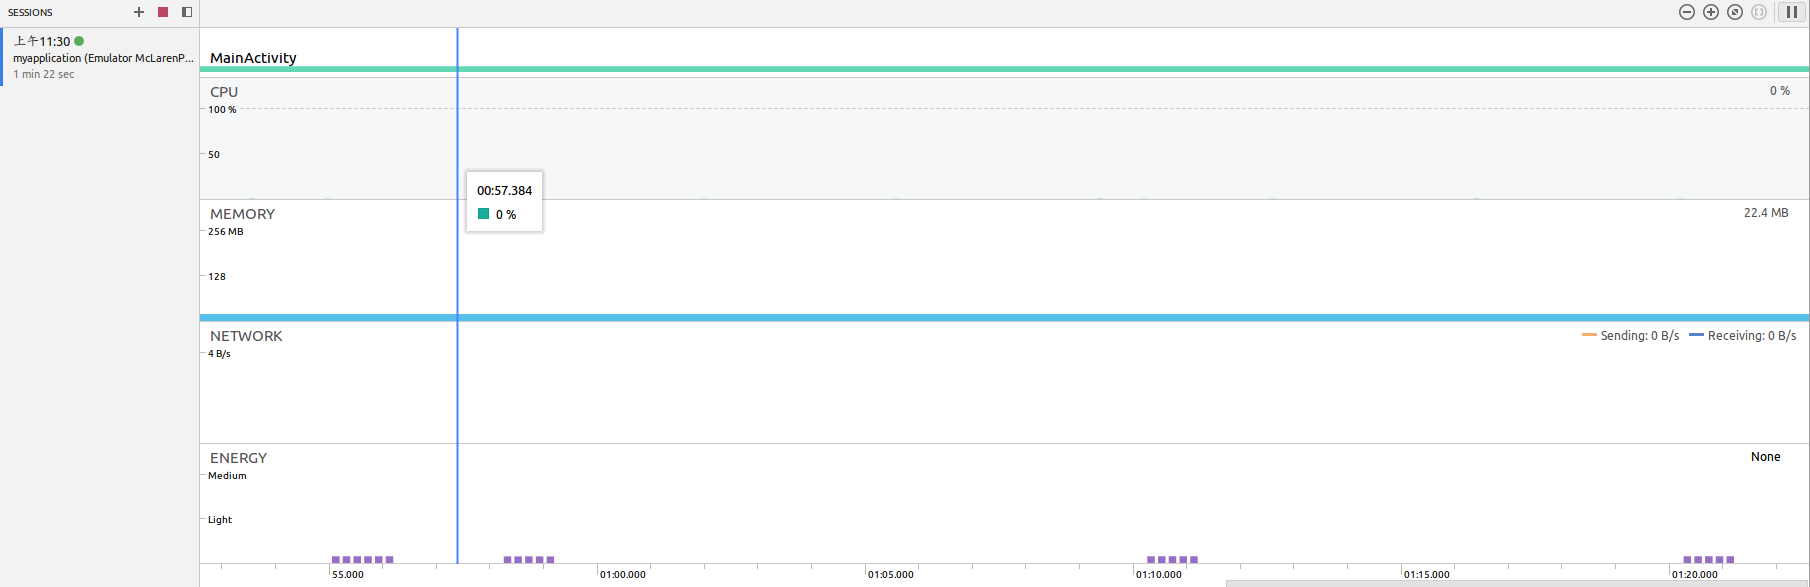 SESSIONS
上午11:30
myapplication (Emulator McLarenP...
1 min 22 sec
MainActivity
CPU
0 %
100 %
50
00:57.384
0 %
MEMORY
22.4 MB
256 MB
128
NETWORK
Sending: 0 B/s Receiving: 0 B/s
4 B/s
ENERGY
None
Medium
Light
55.000 01:00.000 01:05.000 01:10.000 01:15.000 01:20.000